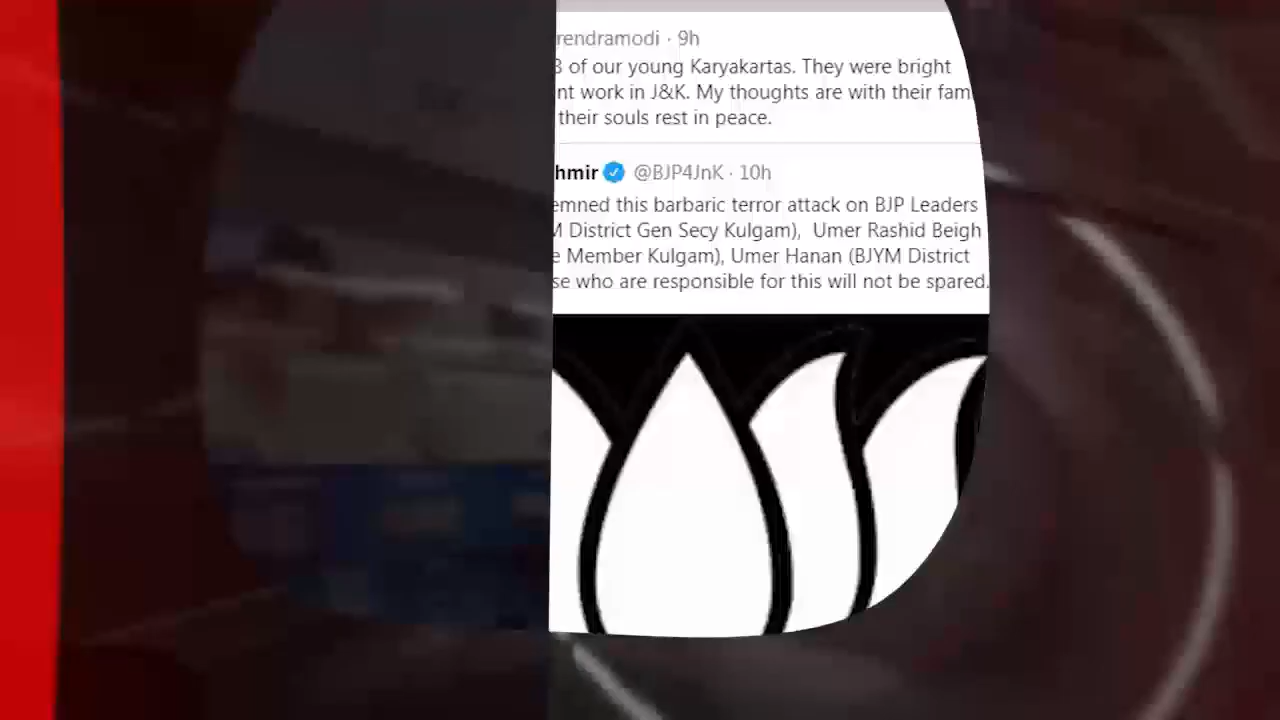 rendramodi · 9h
of our young Karyakartas. They were bright
nt work in J&K. My thoughts are with their fam
their souls rest in peace.
hmir @BJP4JnK · 10h
emned this barbaric terror attack on BJP Leaders
District Gen Secy Kulgam), Umer Rashid Beigh
e Member Kulgam), Umer Hanan (BJYM District
se who are responsible for this will not be spared.